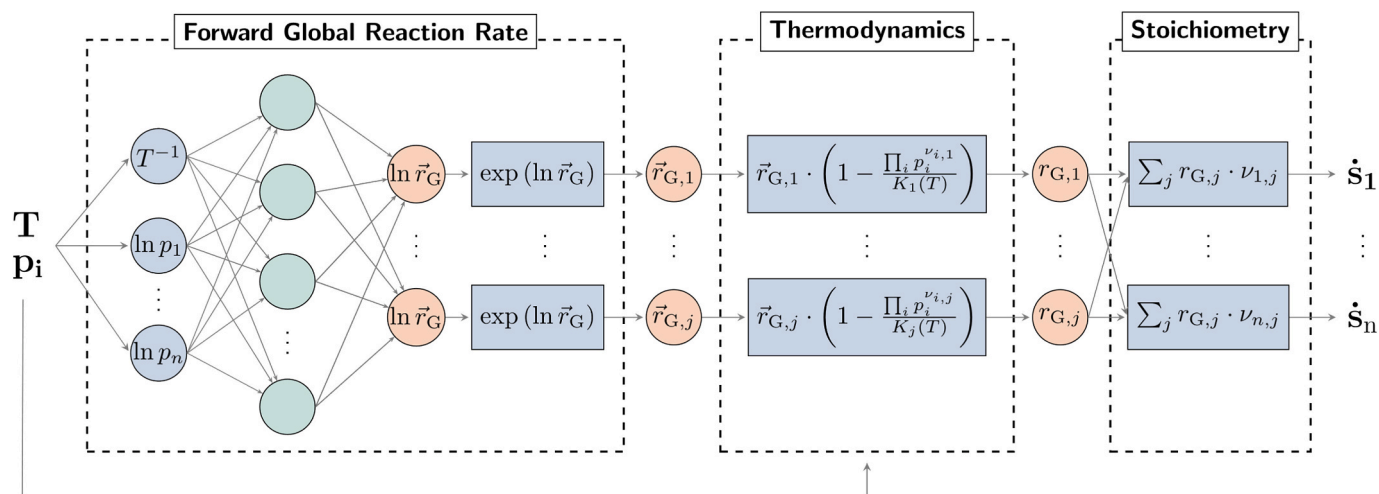 Forward Global Reaction Rate
Thermodynamics
Stoichiometry
T
p_i
T^{-1}
ln p_1
⋮
ln p_n
⋮
ln r⃗_G
⋮
ln r⃗_G
exp (ln r⃗_G)
⋮
exp (ln r⃗_G)
r⃗_{G,1}
⋮
r⃗_{G,j}
r⃗_{G,1} · (1 − ∏_i p_i^{ν_{i,1}} / K_1(T))
⋮
r⃗_{G,j} · (1 − ∏_i p_i^{ν_{i,j}} / K_j(T))
r_{G,1}
⋮
r_{G,j}
∑_j r_{G,j} · ν_{1,j}
⋮
∑_j r_{G,j} · ν_{n,j}
ṡ_1
⋮
ṡ_n